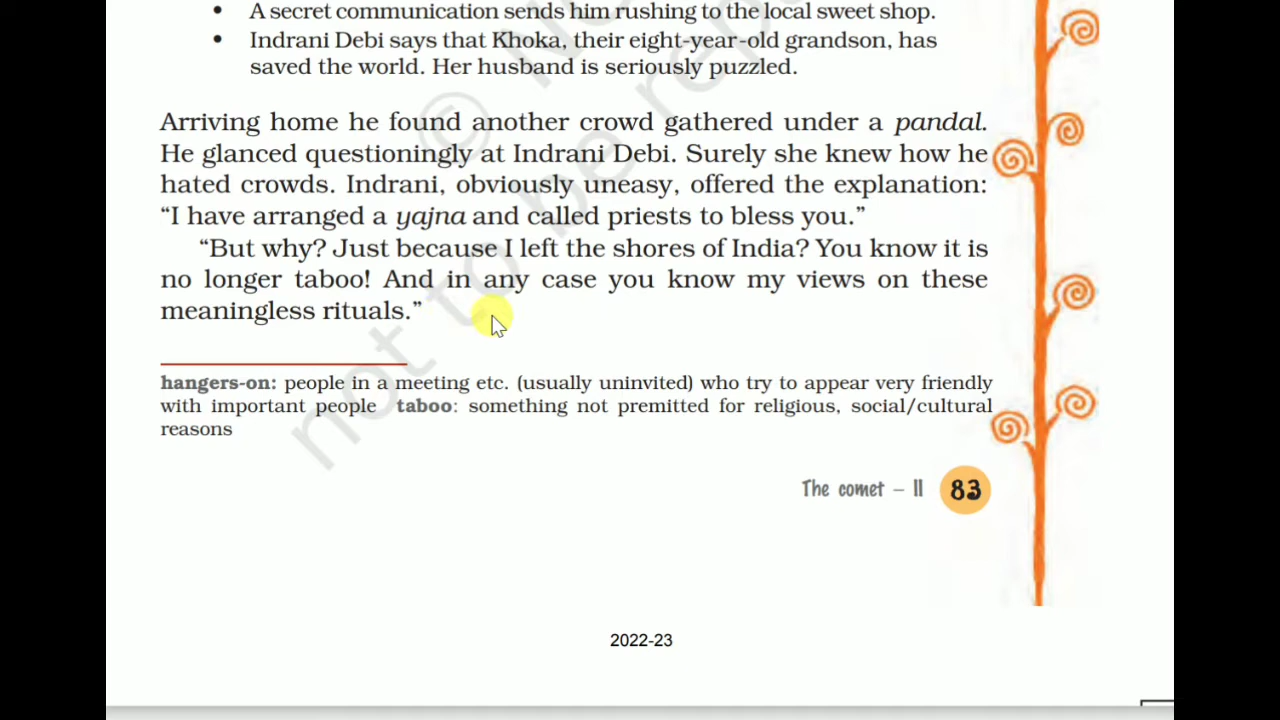 • A secret communication sends him rushing to the local sweet shop.
• Indrani Debi says that Khoka, their eight-year-old grandson, has
saved the world. Her husband is seriously puzzled.
Arriving home he found another crowd gathered under a pandal.
He glanced questioningly at Indrani Debi. Surely she knew how he
hated crowds. Indrani, obviously uneasy, offered the explanation:
“I have arranged a yajna and called priests to bless you.”
“But why? Just because I left the shores of India? You know it is
no longer taboo! And in any case you know my views on these
meaningless rituals.”
hangers-on: people in a meeting etc. (usually uninvited) who try to appear very friendly
with important people taboo: something not premitted for religious, social/cultural
reasons
The comet – II 83
2022-23
© N
not to be rep